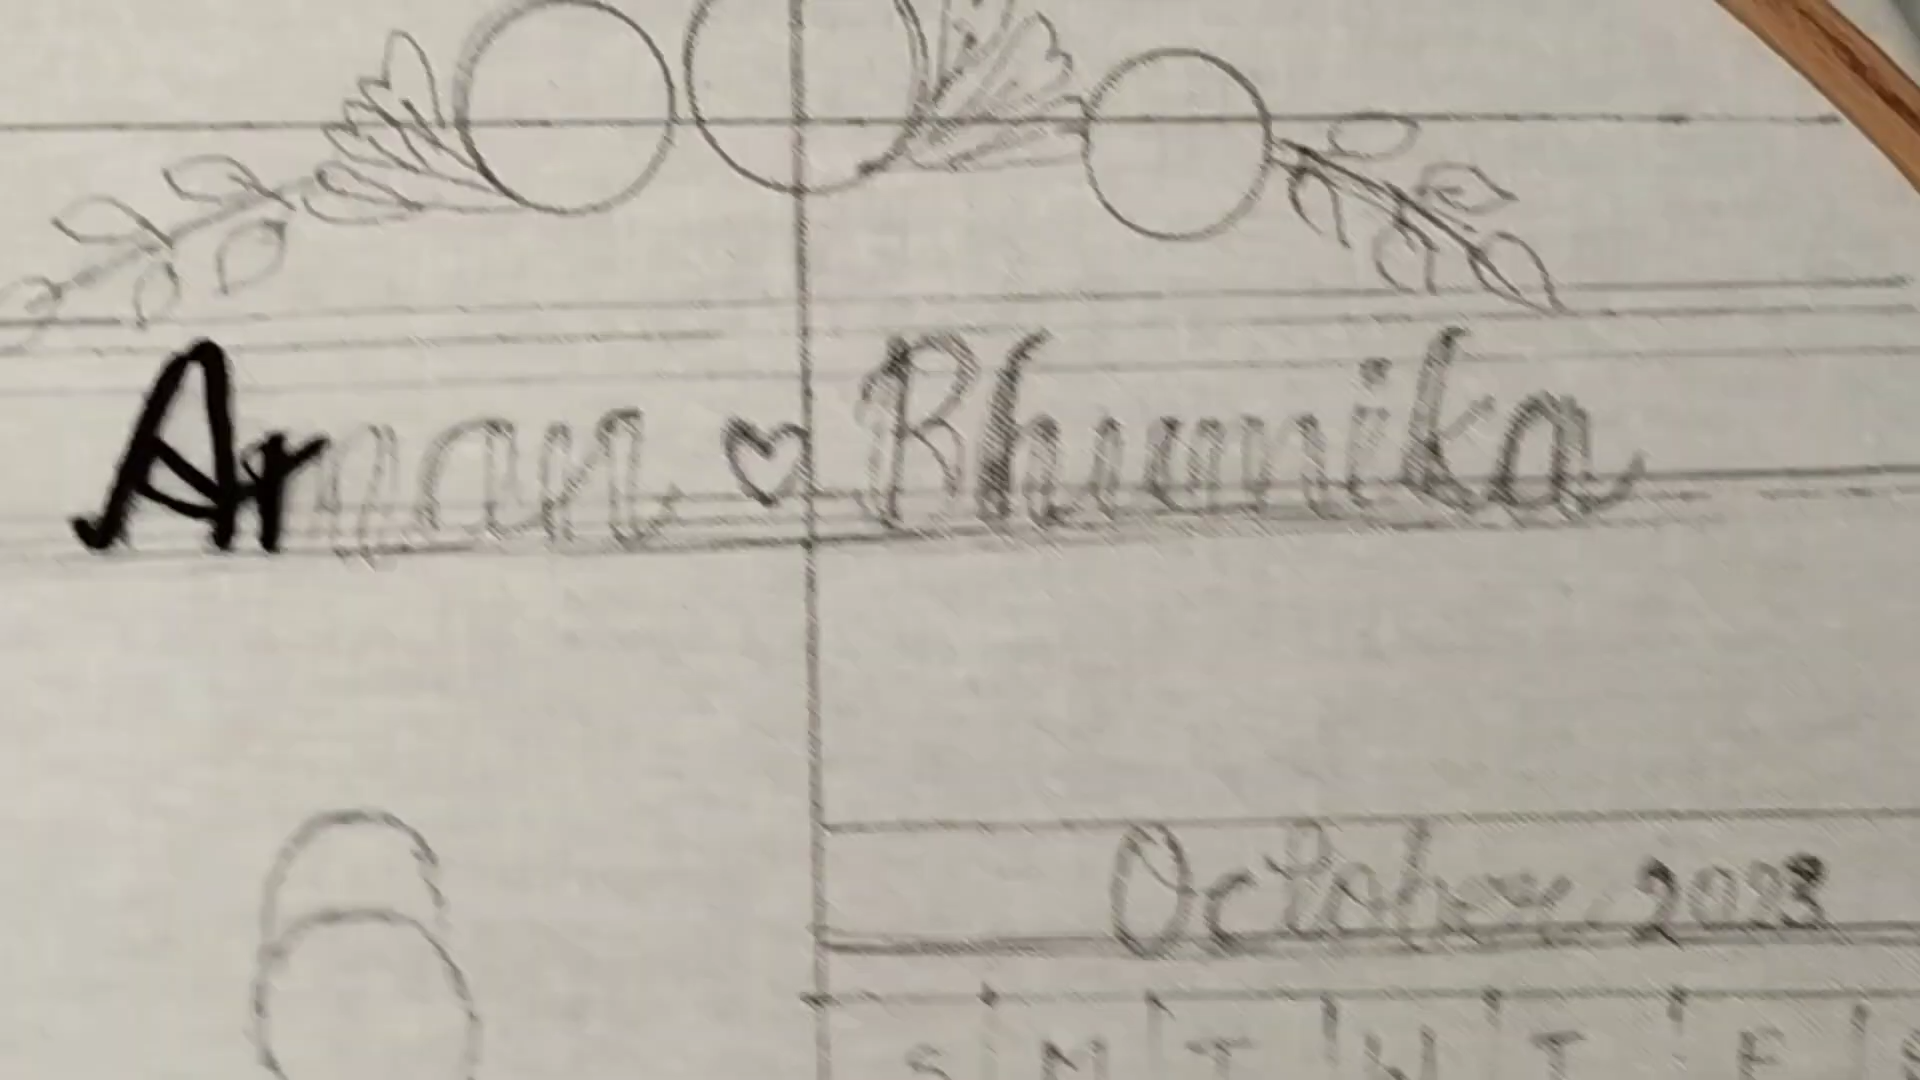 Aman ♡ Bhumika
October 2023
S M T W T F S